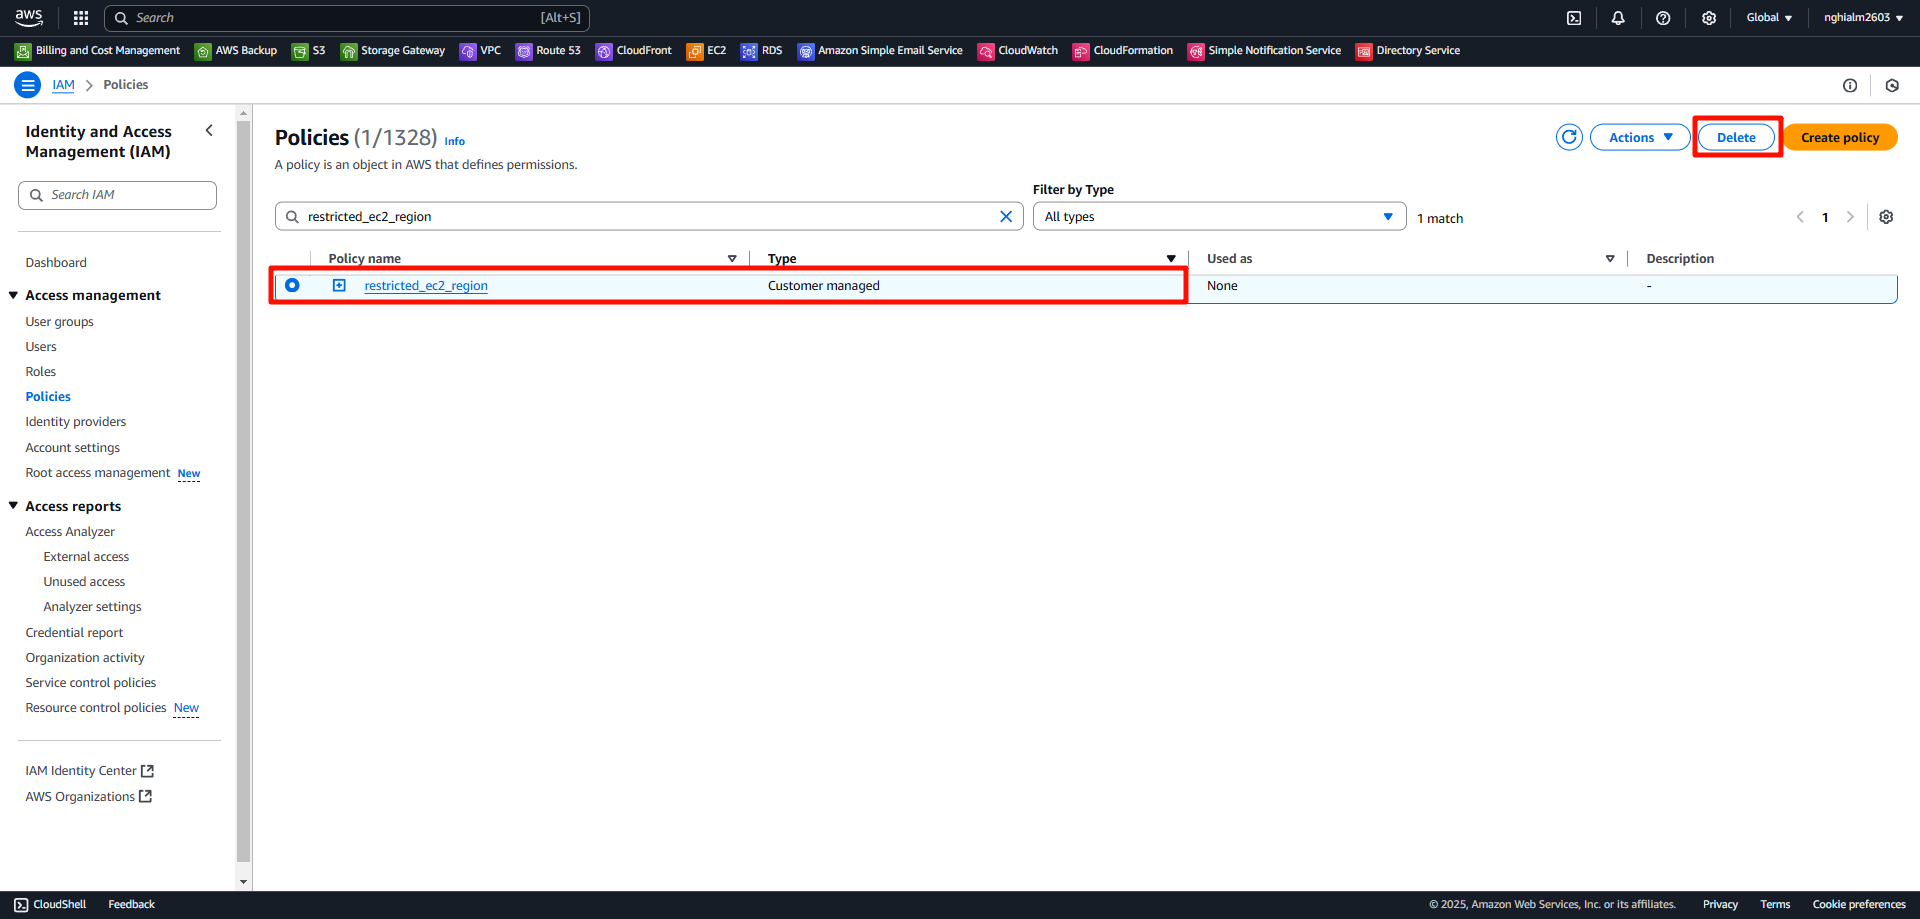 aws
Search [Alt+S]
Global
nghialm2603
Billing and Cost Management
AWS Backup
S3
Storage Gateway
VPC
Route 53
CloudFront
EC2
RDS
Amazon Simple Email Service
CloudWatch
CloudFormation
Simple Notification Service
Directory Service
IAM > Policies
Identity and Access
Management (IAM)
Search IAM
Dashboard
Access management
User groups
Users
Roles
Policies
Identity providers
Account settings
Root access management New
Access reports
Access Analyzer
External access
Unused access
Analyzer settings
Credential report
Organization activity
Service control policies
Resource control policies New
IAM Identity Center
AWS Organizations
Policies (1/1328) Info
A policy is an object in AWS that defines permissions.
Actions
Delete
Create policy
Filter by Type
restricted_ec2_region
All types
1 match
1
Policy name Type Used as Description
restricted_ec2_region Customer managed None -
CloudShell Feedback
© 2025, Amazon Web Services, Inc. or its affiliates. Privacy Terms Cookie preferences